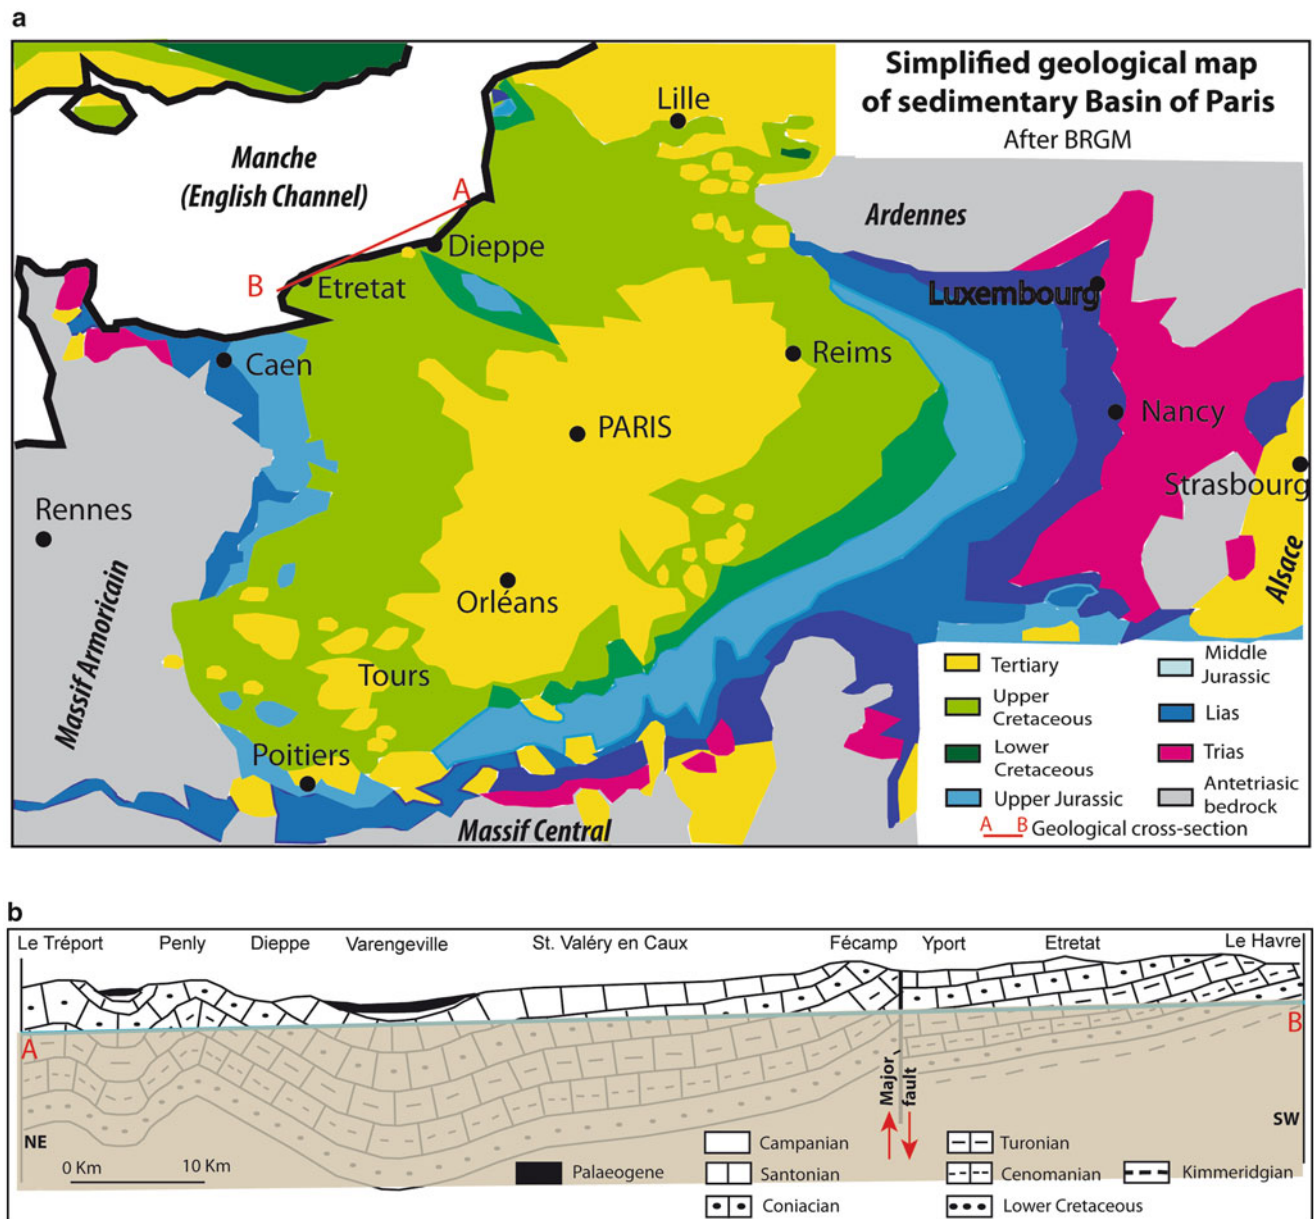 a
Simplified geological map
of sedimentary Basin of Paris
After BRGM
Lille
Manche
(English Channel)
A
Ardennes
Dieppe
B
Etretat
Luxembourg
Caen
Reims
PARIS
Nancy
Strasbourg
Rennes
Massif Armoricain
Orléans
Alsace
Tours
Poitiers
Massif Central
Tertiary
Upper
Cretaceous
Lower
Cretaceous
Upper Jurassic
Middle
Jurassic
Lias
Trias
Antetriasic
bedrock
A B Geological cross-section
b
Le Tréport Penly Dieppe Varengeville St. Valéry en Caux Fécamp Yport Etretat Le Havre
A
B
Major
fault
NE
SW
0 Km 10 Km
Palaeogene
Campanian
Santonian
Coniacian
Turonian
Cenomanian
Lower Cretaceous
Kimmeridgian